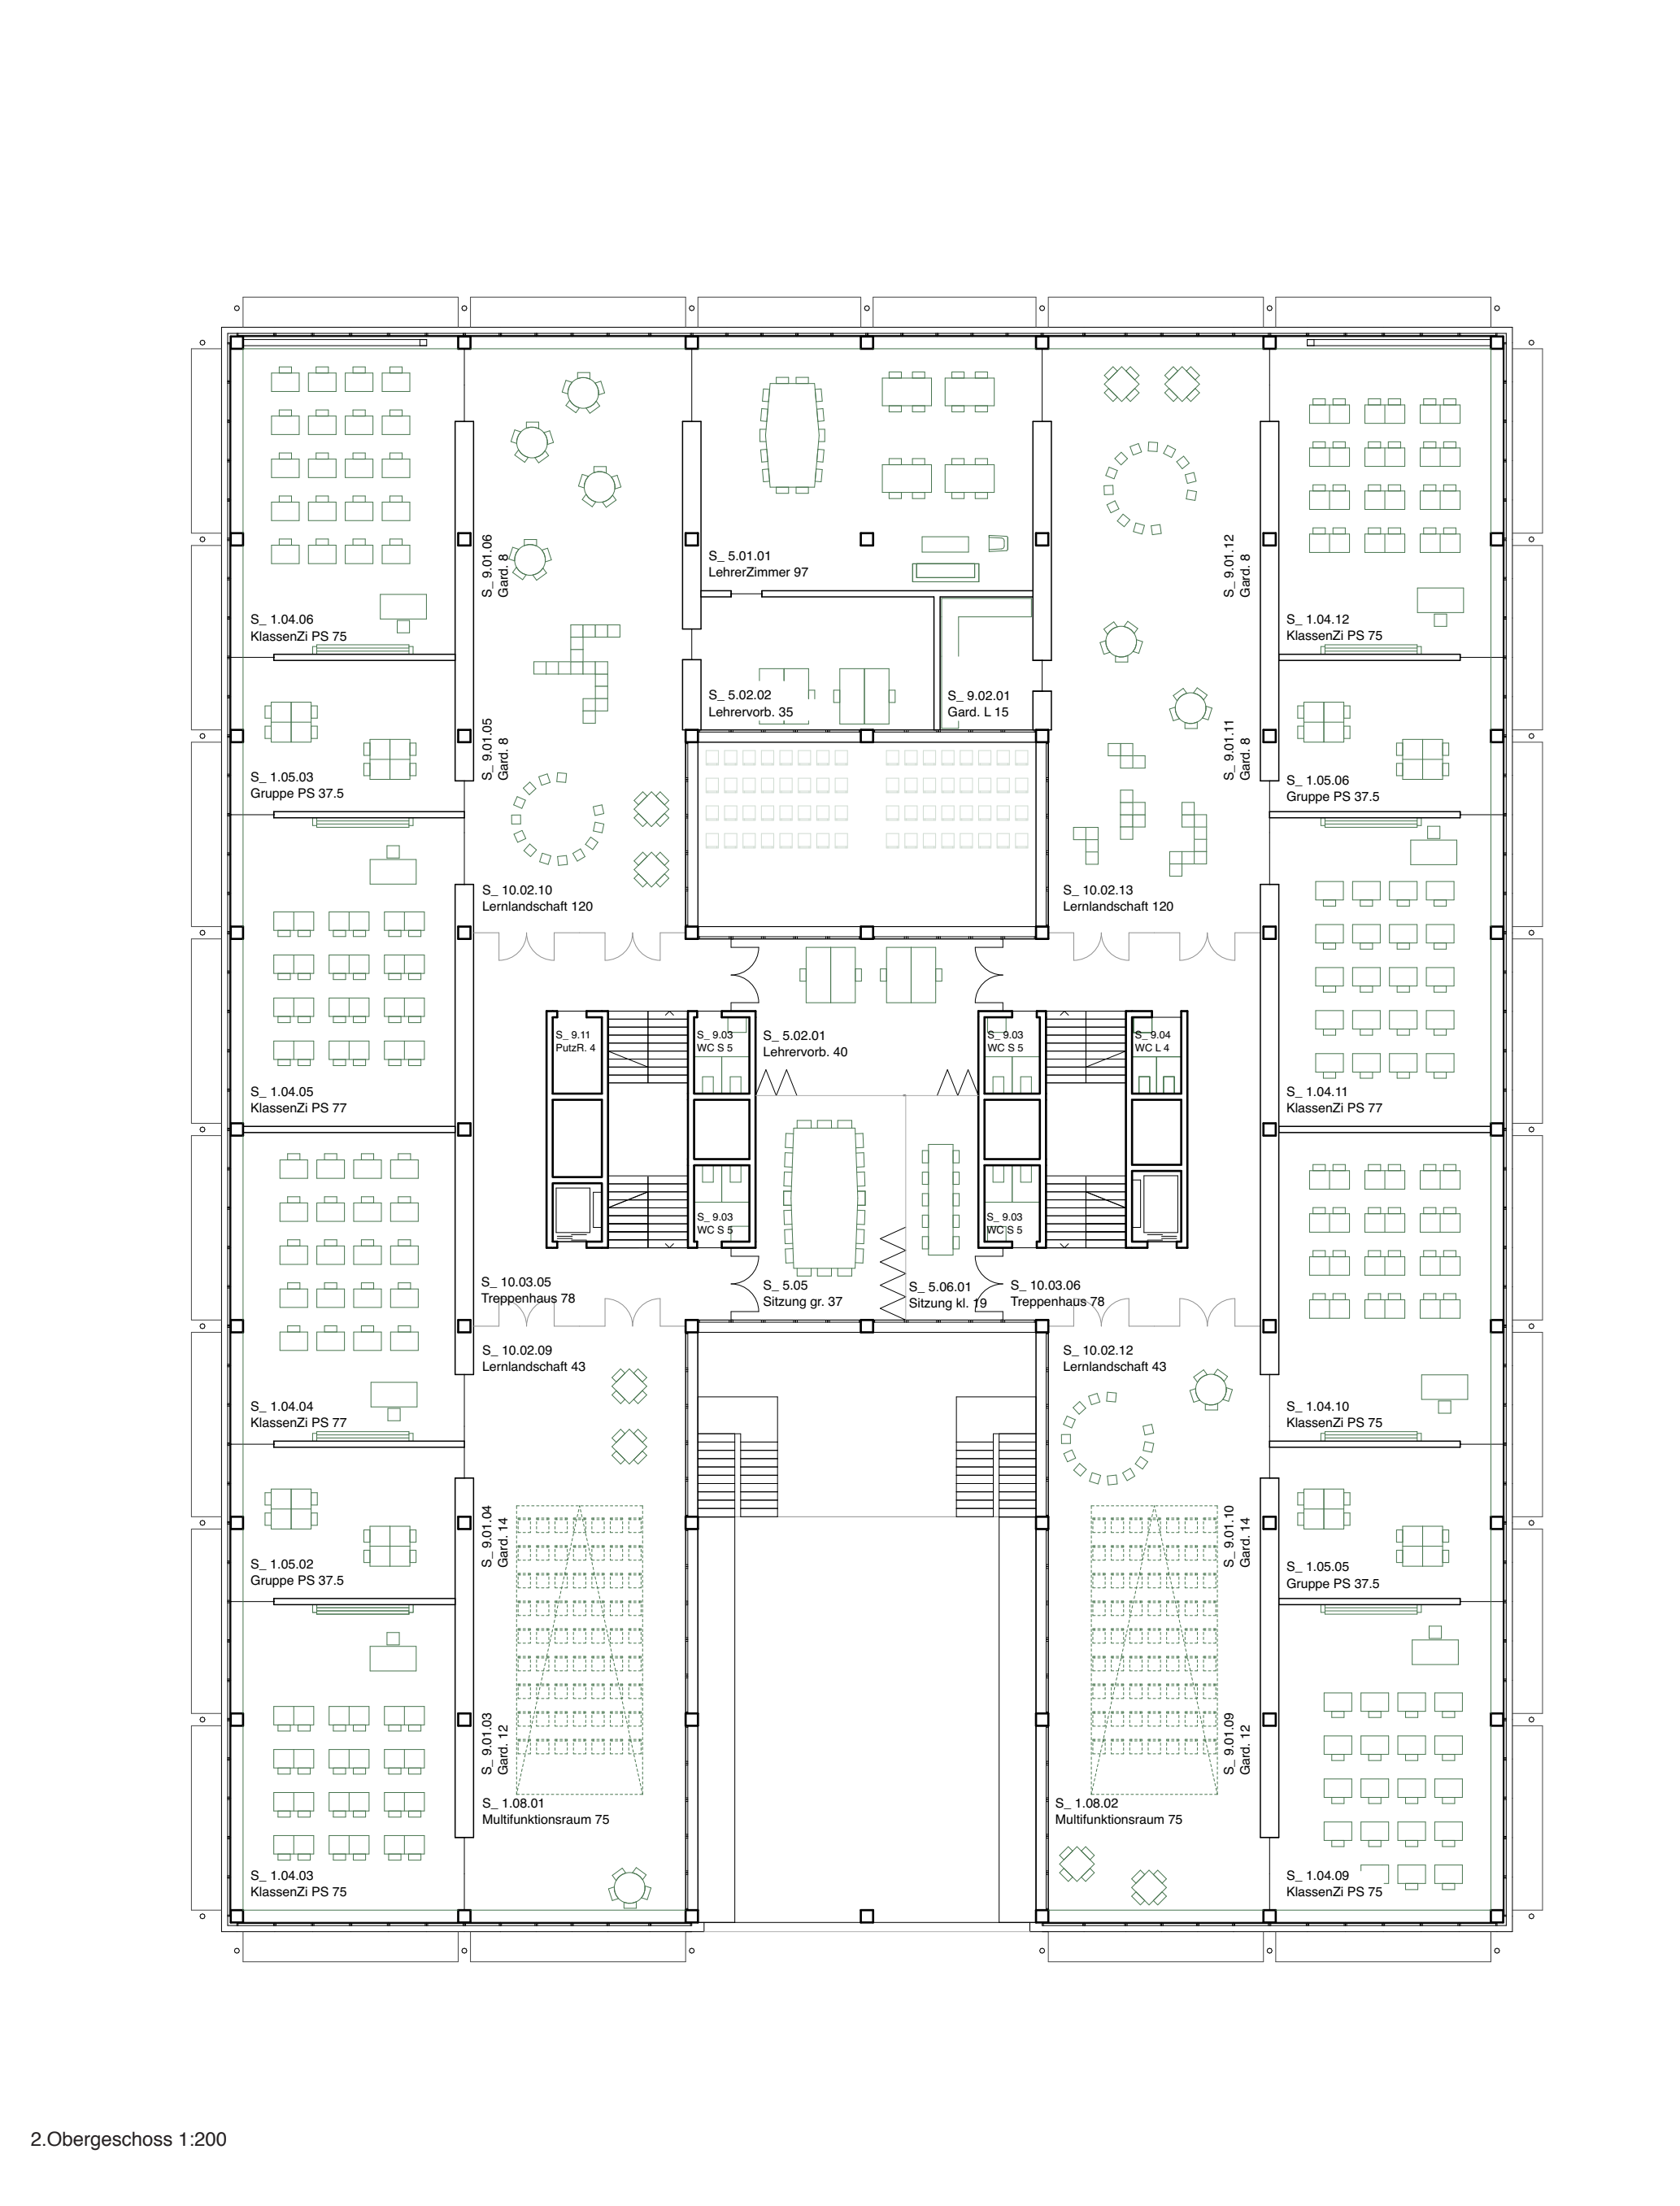 S_ 9.01.06
Gard. 8
S_ 9.01.12
Gard. 8
S_ 5.01.01
LehrerZimmer 97
S_ 1.04.06
KlassenZi PS 75
S_ 1.04.12
KlassenZi PS 75
S_ 5.02.02
Lehrervorb. 35
S_ 9.02.01
Gard. L 15
S_ 9.01.05
Gard. 8
S_ 9.01.11
Gard. 8
S_ 1.05.03
Gruppe PS 37.5
S_ 1.05.06
Gruppe PS 37.5
S_ 10.02.10
Lernlandschaft 120
S_ 10.02.13
Lernlandschaft 120
S_ 9.11
PutzR. 4
S_ 9.03
WC S 5
S_ 5.02.01
Lehrervorb. 40
S_ 9.03
WC S 5
S_ 9.04
WC L 4
S_ 1.04.05
KlassenZi PS 77
S_ 1.04.11
KlassenZi PS 77
S_ 9.03
WC S 5
S_ 9.03
WC S 5
S_ 10.03.05
Treppenhaus 78
S_ 5.05
Sitzung gr. 37
S_ 5.06.01
Sitzung kl. 19
S_ 10.03.06
Treppenhaus 78
S_ 10.02.09
Lernlandschaft 43
S_ 10.02.12
Lernlandschaft 43
S_ 1.04.04
KlassenZi PS 77
S_ 1.04.10
KlassenZi PS 75
S_ 9.01.04
Gard. 14
S_ 9.01.10
Gard. 14
S_ 1.05.02
Gruppe PS 37.5
S_ 1.05.05
Gruppe PS 37.5
S_ 9.01.03
Gard. 12
S_ 9.01.09
Gard. 12
S_ 1.08.01
Multifunktionsraum 75
S_ 1.08.02
Multifunktionsraum 75
S_ 1.04.03
KlassenZi PS 75
S_ 1.04.09
KlassenZi PS 75
2.Obergeschoss 1:200